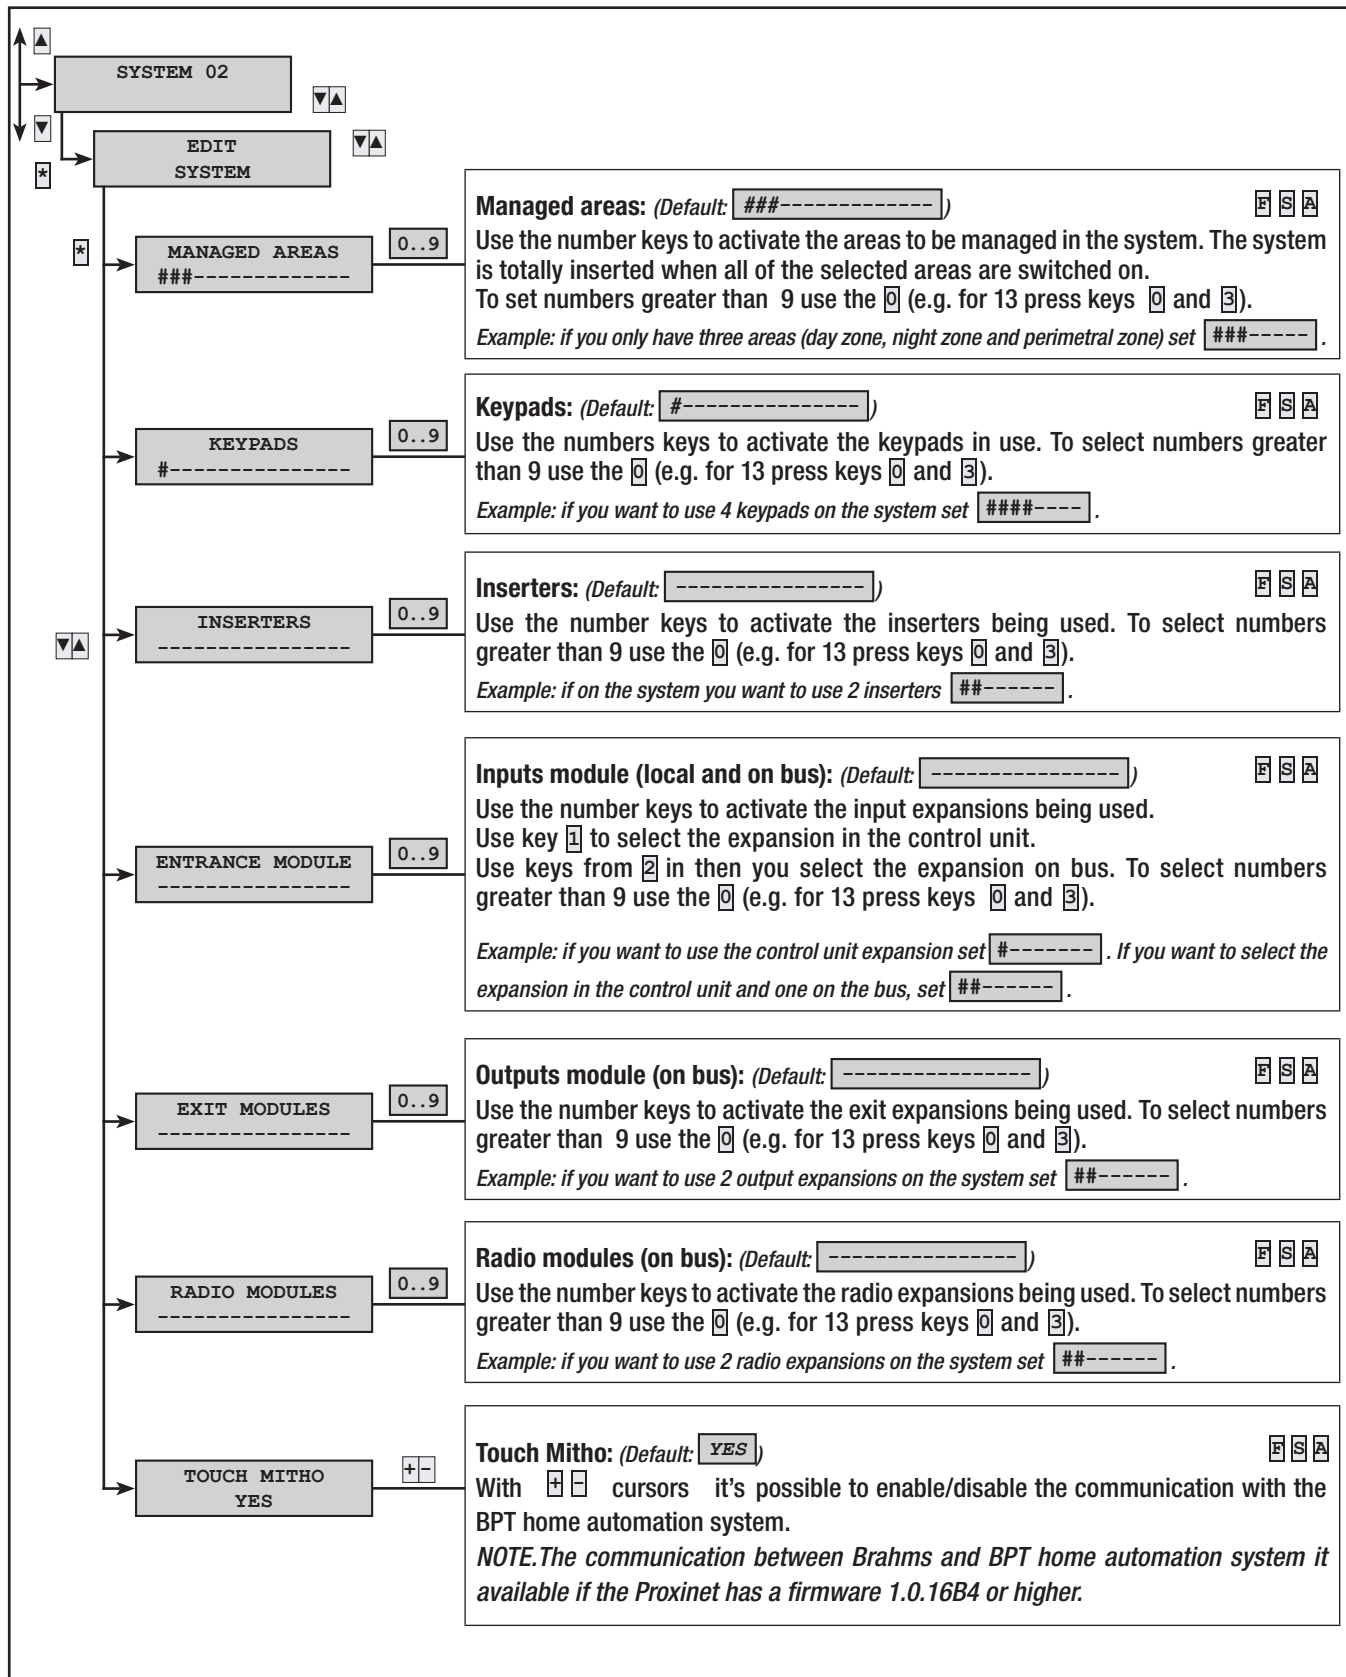 ▲
SYSTEM 02
▼▲
▼
EDIT
SYSTEM
▼▲
*
*
MANAGED AREAS
###-------------
0..9
Managed areas: (Default: ###-------------) F S A
Use the number keys to activate the areas to be managed in the system. The system
is totally inserted when all of the selected areas are switched on.
To set numbers greater than 9 use the 0 (e.g. for 13 press keys 0 and 3).
Example: if you only have three areas (day zone, night zone and perimetral zone) set ###----- .
KEYPADS
#---------------
0..9
Keypads: (Default: #---------------) F S A
Use the numbers keys to activate the keypads in use. To select numbers greater
than 9 use the 0 (e.g. for 13 press keys 0 and 3).
Example: if you want to use 4 keypads on the system set ####---- .
▼▲
INSERTERS
----------------
0..9
Inserters: (Default: ----------------) F S A
Use the number keys to activate the inserters being used. To select numbers
greater than 9 use the 0 (e.g. for 13 press keys 0 and 3).
Example: if on the system you want to use 2 inserters ##------ .
ENTRANCE MODULE
----------------
0..9
Inputs module (local and on bus): (Default: ----------------) F S A
Use the number keys to activate the input expansions being used.
Use key 1 to select the expansion in the control unit.
Use keys from 2 in then you select the expansion on bus. To select numbers
greater than 9 use the 0 (e.g. for 13 press keys 0 and 3).
Example: if you want to use the control unit expansion set #------- . If you want to select the
expansion in the control unit and one on the bus, set ##------ .
EXIT MODULES
----------------
0..9
Outputs module (on bus): (Default: ----------------) F S A
Use the number keys to activate the exit expansions being used. To select numbers
greater than 9 use the 0 (e.g. for 13 press keys 0 and 3).
Example: if you want to use 2 output expansions on the system set ##------ .
RADIO MODULES
----------------
0..9
Radio modules (on bus): (Default: ----------------) F S A
Use the number keys to activate the radio expansions being used. To select numbers
greater than 9 use the 0 (e.g. for 13 press keys 0 and 3).
Example: if you want to use 2 radio expansions on the system set ##------ .
TOUCH MITHO
YES
+-
Touch Mitho: (Default: YES) F S A
With + - cursors it's possible to enable/disable the communication with the
BPT home automation system.
NOTE.The communication between Brahms and BPT home automation system it
available if the Proxinet has a firmware 1.0.16B4 or higher.